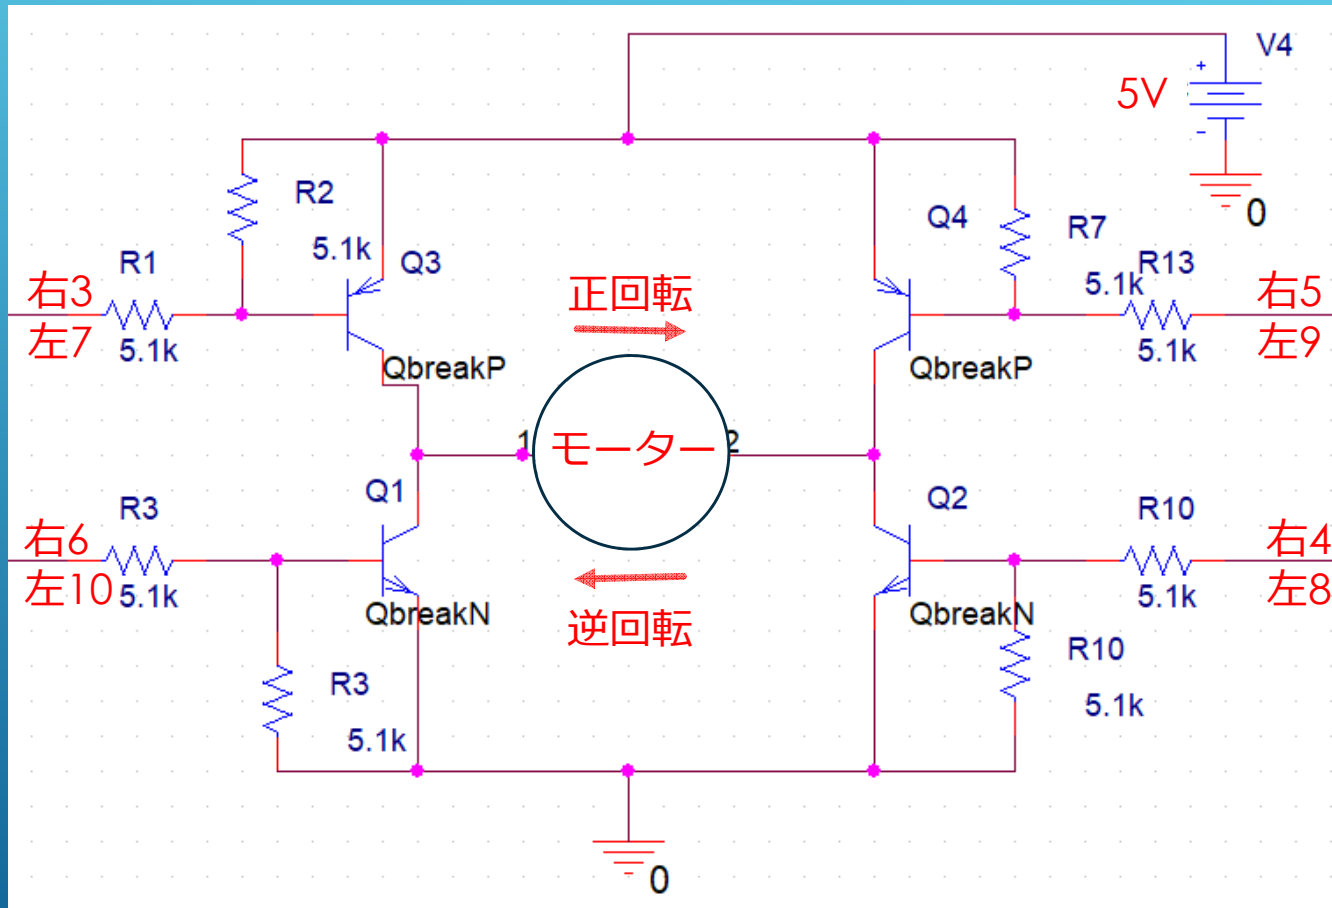 V4
+
5V
-
0
R2
5.1k
Q3
Q4
R7
5.1k
R1
5.1k
右3
左7
R13
5.1k
右5
左9
正回転
QbreakP
QbreakP
1
モーター
2
Q1
Q2
R3
5.1k
右6
左10
R10
5.1k
右4
左8
QbreakN
QbreakN
逆回転
R3
5.1k
R10
5.1k
0